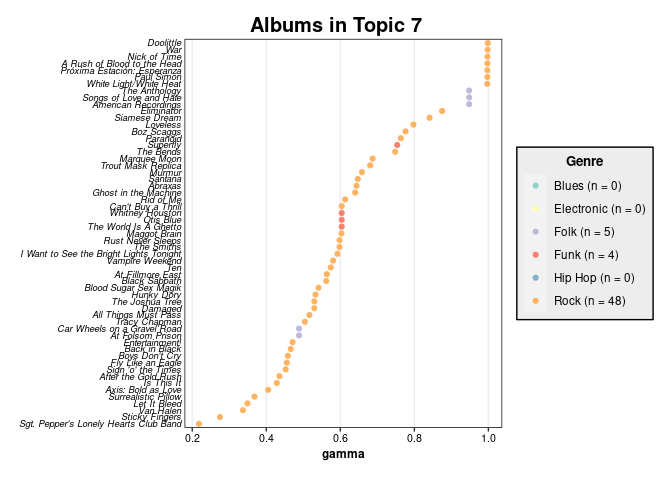 Albums in Topic 7
Doolittle
War
Nick of Time
A Rush of Blood to the Head
Próxima Estación: Esperanza
Paul Simon
White Light/White Heat
The Anthology
Songs of Love and Hate
American Recordings
Eliminator
Siamese Dream
Loveless
Boz Scaggs
Paranoid
Superfly
The Bends
Marquee Moon
Trout Mask Replica
Murmur
Santana
Abraxas
Ghost in the Machine
Rid of Me
Can't Buy a Thrill
Whitney Houston
Otis Blue
The World Is A Ghetto
Maggot Brain
Rust Never Sleeps
The Smiths
I Want to See the Bright Lights Tonight
Vampire Weekend
Ten
At Fillmore East
Black Sabbath
Blood Sugar Sex Magik
Hunky Dory
The Joshua Tree
Damaged
All Things Must Pass
Tracy Chapman
Car Wheels on a Gravel Road
At Folsom Prison
Entertainment!
Back in Black
Boys Don't Cry
Fly Like an Eagle
Sign 'o' the Times
After the Gold Rush
Is This It
Axis: Bold as Love
Surrealistic Pillow
Let It Bleed
Van Halen
Sticky Fingers
Sgt. Pepper's Lonely Hearts Club Band
0.2 0.4 0.6 0.8 1.0
gamma
Genre
Blues (n = 0)
Electronic (n = 0)
Folk (n = 5)
Funk (n = 4)
Hip Hop (n = 0)
Rock (n = 48)